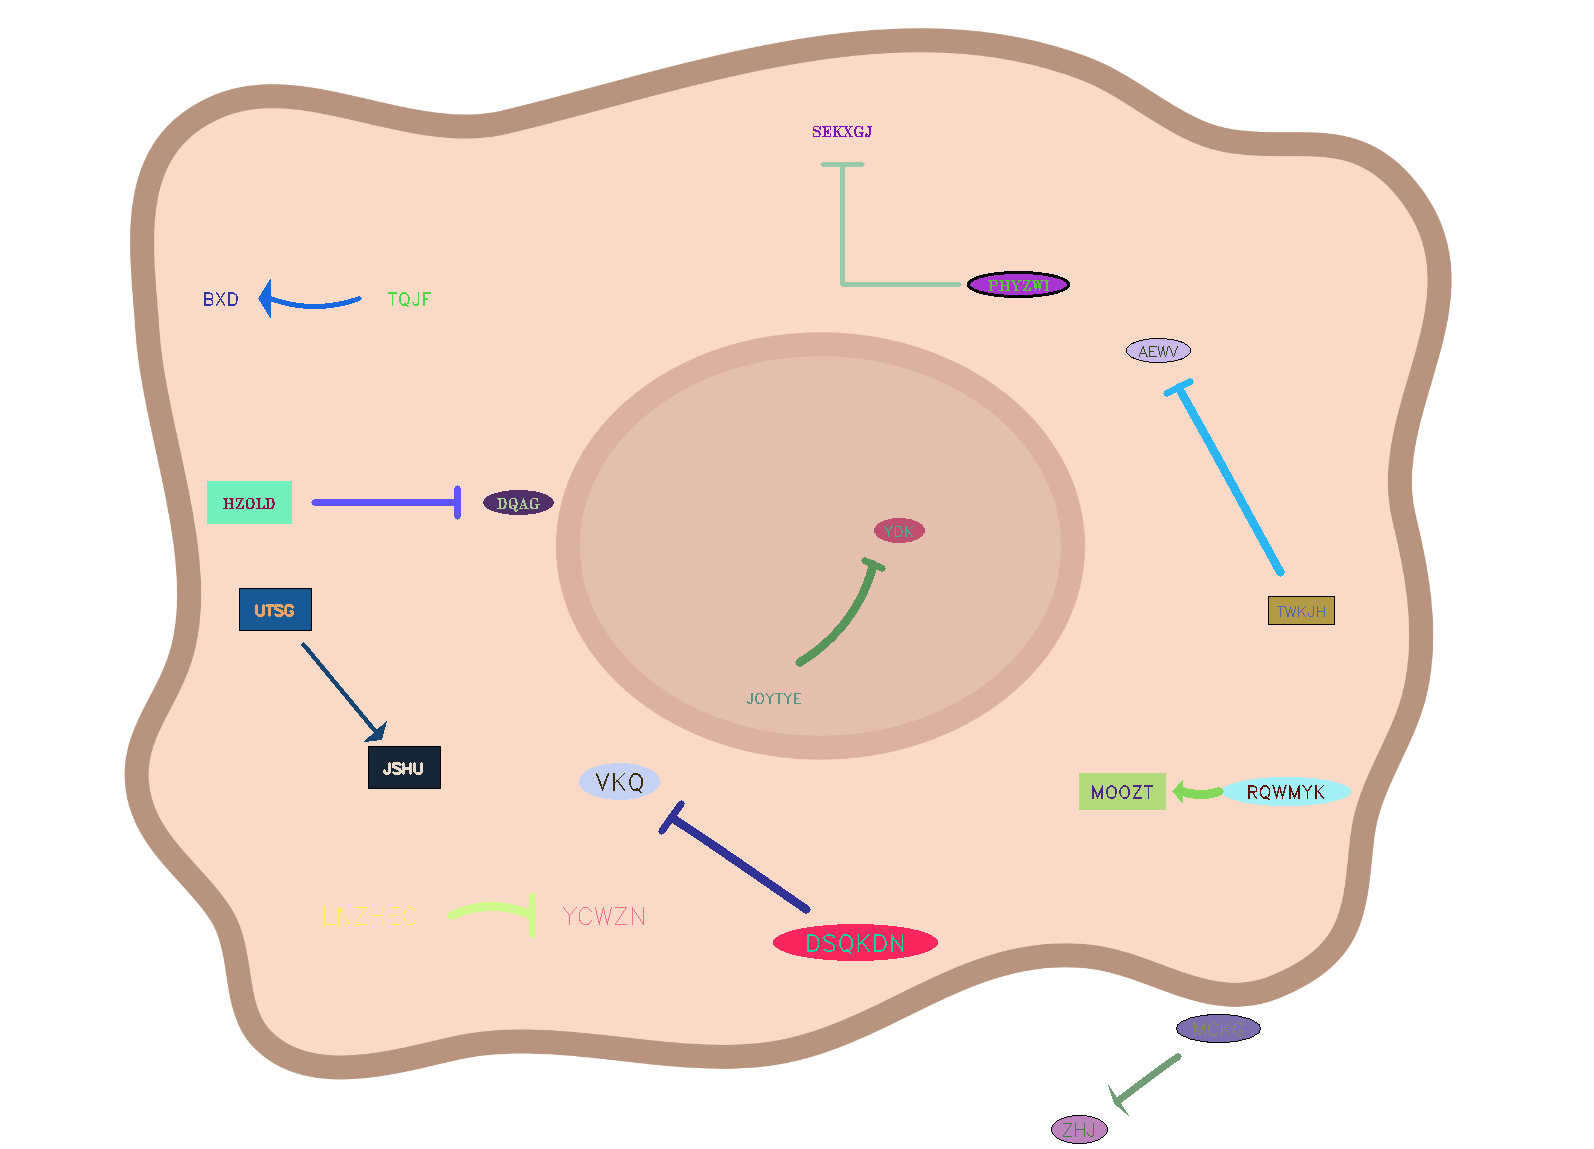 SEKXGJ
PHYZWI
BXD
TQJF
AEWV
HZOLD
DQAG
YDK
UTSG
TWKJH
JOYTYE
JSHU
VKQ
MOOZT
RQWMYK
YCWZN
DSQKDN
ZHJ